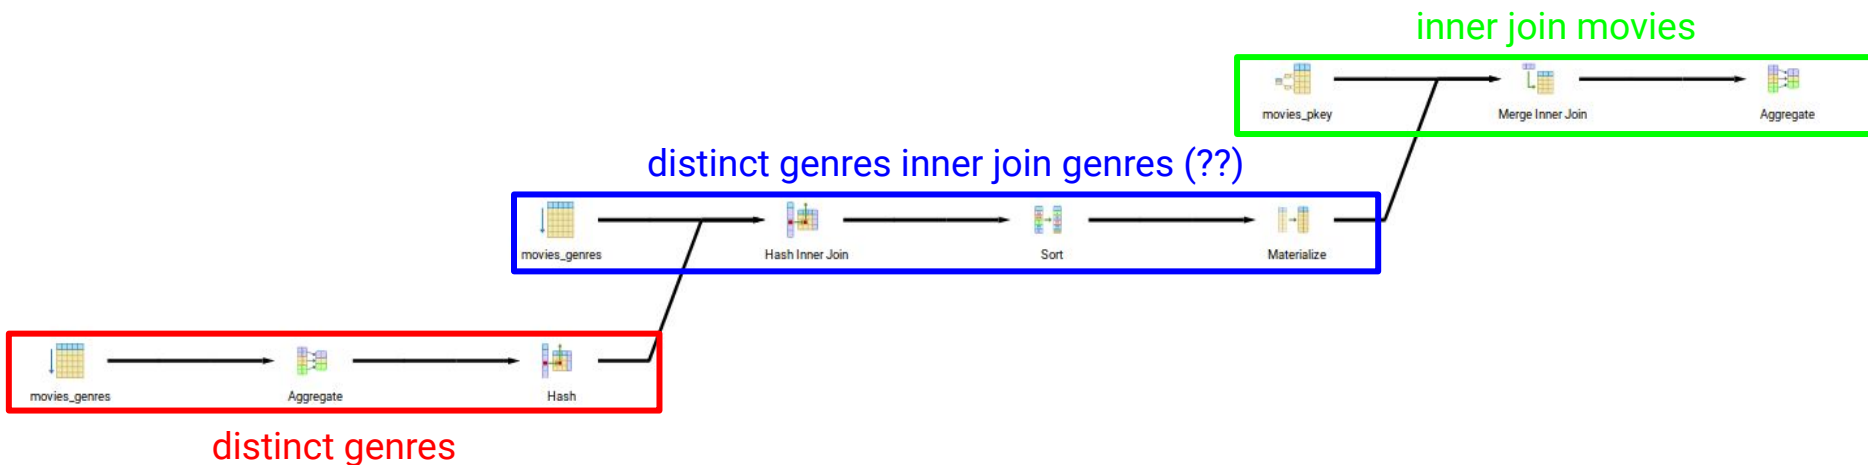 inner join movies
movies_pkey
Merge Inner Join
Aggregate
distinct genres inner join genres (??)
movies_genres
Hash Inner Join
Sort
Materialize
movies_genres
Aggregate
Hash
distinct genres